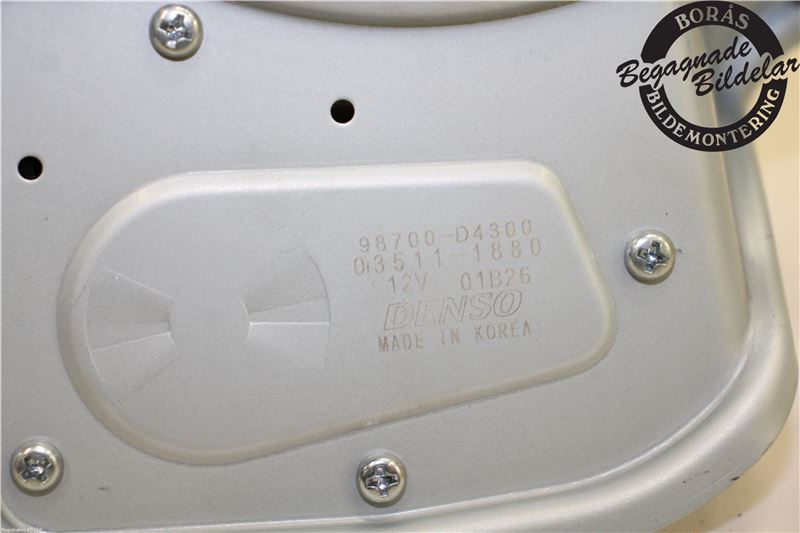 BORÅS
Begagnade
Bildelar
BILDEMONTERING
98700-D4300
03511-1880
12V 01B26
DENSO
MADE IN KOREA